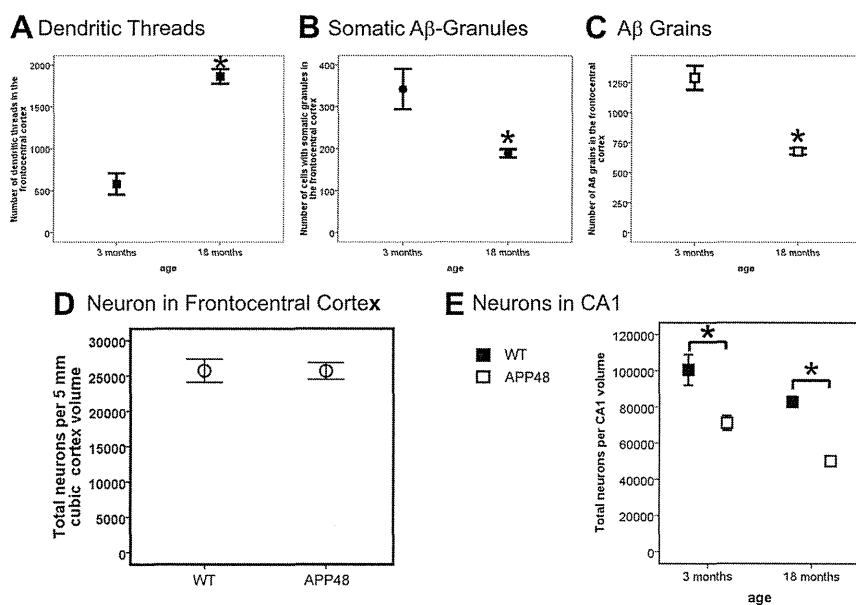 A Dendritic Threads
Number of dendritic threads in the
frontocentral cortex
2000
1500
1000
500
0
*
3 months
18 months
age
B Somatic Aβ-Granules
Number of cells with somatic granules in
the frontocentral cortex
400
200
0
*
3 months
18 months
age
C Aβ Grains
Number of Aß grains in the frontocentral
cortex
1250
1000
750
500
250
0
*
3 months
18 months
age
D Neuron in Frontocentral Cortex
Total neurons per 5 mm
cubic cortex volume
30000
25000
20000
15000
10000
5000
0
WT
APP48
E Neurons in CA1
WT
APP48
Total neurons per CA1 volume
120000
100000
80000
60000
40000
20000
0
*
*
3 months
18 months
age